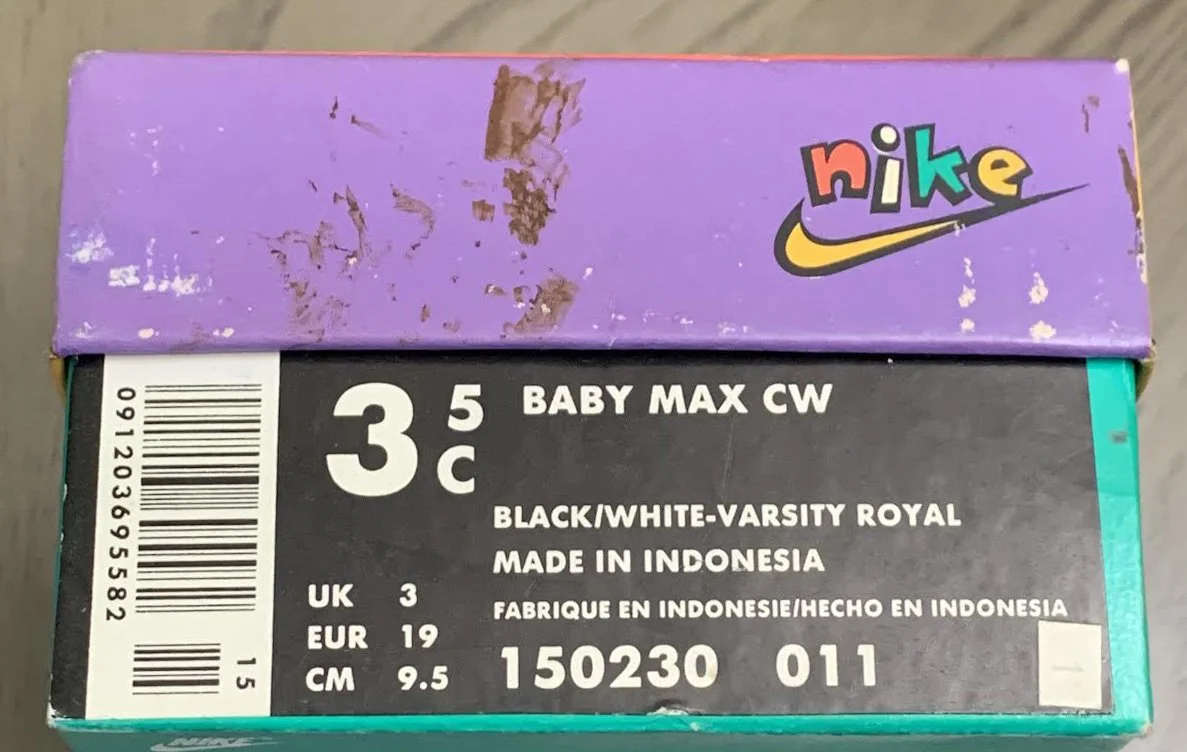 nike
091203695582
15
3 5
C
BABY MAX CW
BLACK/WHITE-VARSITY ROYAL
MADE IN INDONESIA
FABRIQUE EN INDONESIE/HECHO EN INDONESIA
UK 3
EUR 19
CM 9.5
150230 011
NIKE